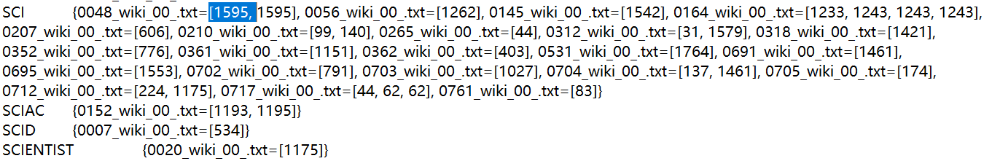 SCI {0048_wiki_00_.txt=[1595, 1595], 0056_wiki_00_.txt=[1262], 0145_wiki_00_.txt=[1542], 0164_wiki_00_.txt=[1233, 1243, 1243, 1243],
0207_wiki_00_.txt=[606], 0210_wiki_00_.txt=[99, 140], 0265_wiki_00_.txt=[44], 0312_wiki_00_.txt=[31, 1579], 0318_wiki_00_.txt=[1421],
0352_wiki_00_.txt=[776], 0361_wiki_00_.txt=[1151], 0362_wiki_00_.txt=[403], 0531_wiki_00_.txt=[1764], 0691_wiki_00_.txt=[1461],
0695_wiki_00_.txt=[1553], 0702_wiki_00_.txt=[791], 0703_wiki_00_.txt=[1027], 0704_wiki_00_.txt=[137, 1461], 0705_wiki_00_.txt=[174],
0712_wiki_00_.txt=[224, 1175], 0717_wiki_00_.txt=[44, 62, 62], 0761_wiki_00_.txt=[83]}
SCIAC {0152_wiki_00_.txt=[1193, 1195]}
SCID {0007_wiki_00_.txt=[534]}
SCIENTIST {0020_wiki_00_.txt=[1175]}